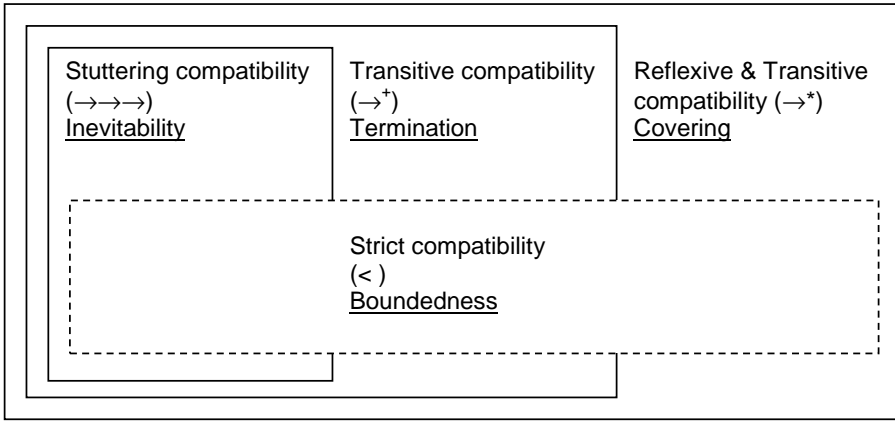 Stuttering compatibility
(→→→)
Inevitability
Transitive compatibility
(→⁺)
Termination
Reflexive & Transitive
compatibility (→*)
Covering
Strict compatibility
(< )
Boundedness